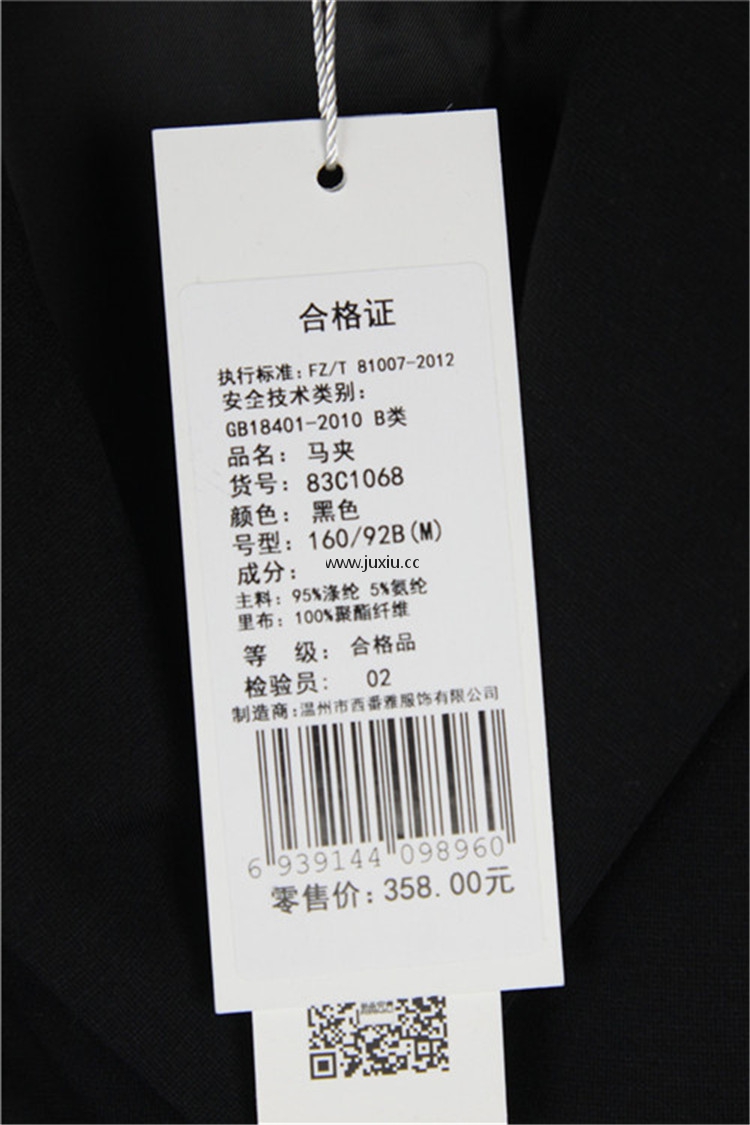 合格证
执行标准：FZ/T 81007-2012
安全技术类别：
GB18401-2010 B类
品名：马夹
货号：83C1068
颜色：黑色
号型：160/92B(M)
www.juxiu.cc
成分：
主料：95%涤纶 5%氨纶
里布：100%聚酯纤维
等 级：合格品
检验员： 02
制造商：温州市西番雅服饰有限公司
6 939144 098960
零售价：358.00元